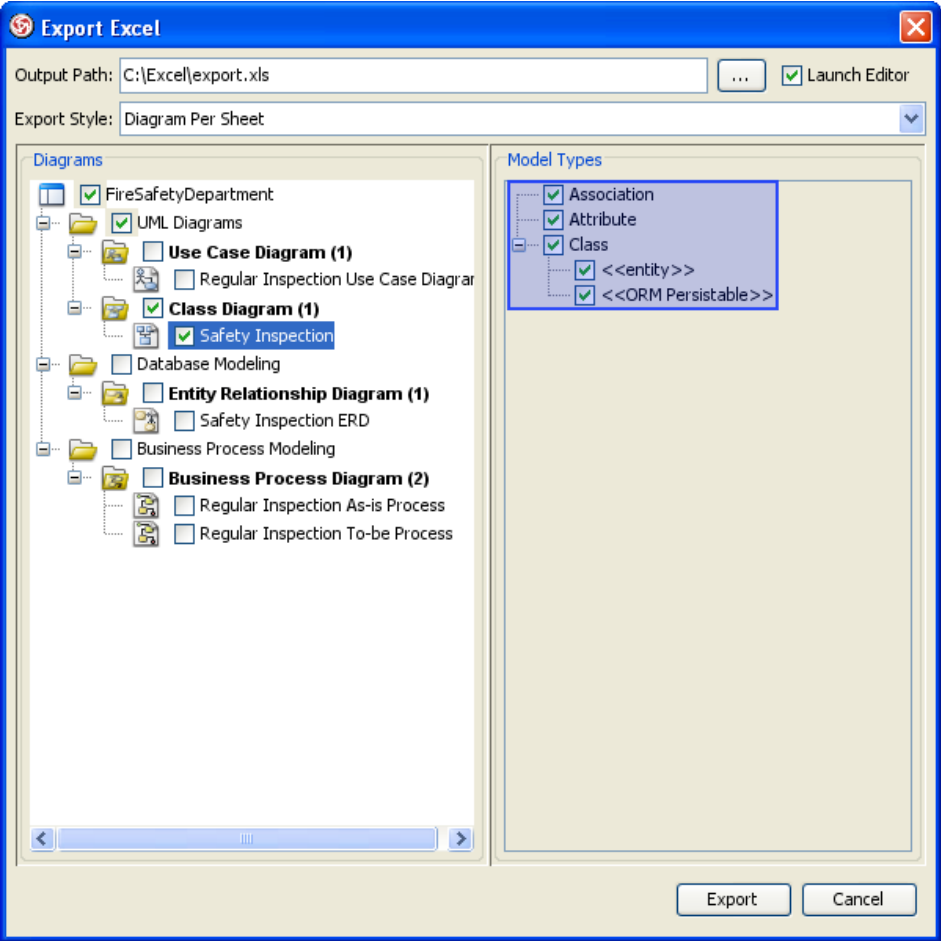 Export Excel
Output Path: C:\Excel\export.xls ... Launch Editor
Export Style: Diagram Per Sheet
Diagrams
FireSafetyDepartment
UML Diagrams
Use Case Diagram (1)
Regular Inspection Use Case Diagram
Class Diagram (1)
Safety Inspection
Database Modeling
Entity Relationship Diagram (1)
Safety Inspection ERD
Business Process Modeling
Business Process Diagram (2)
Regular Inspection As-is Process
Regular Inspection To-be Process
Model Types
Association
Attribute
Class
<<entity>>
<<ORM Persistable>>
Export Cancel